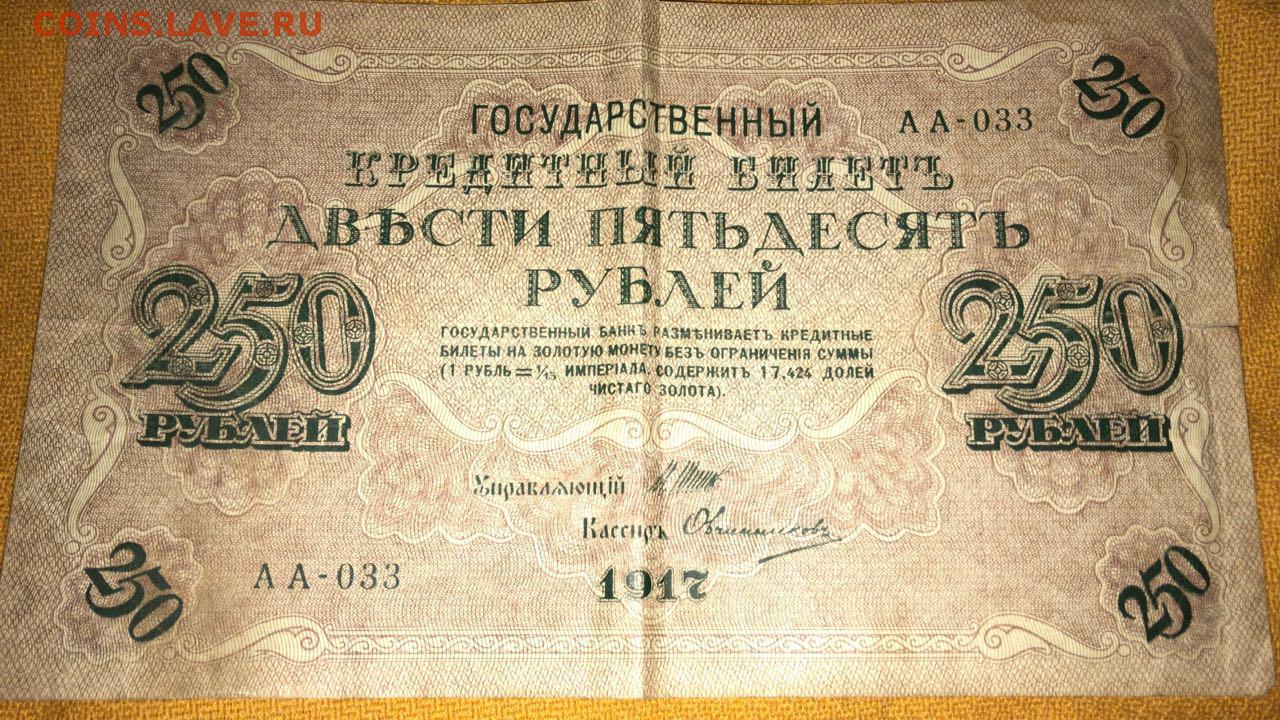 COINS.LAVE.RU
250 250
ГОСУДАРСТВЕННЫЙ АА-033
КРЕДИТНЫЙ БИЛЕТЪ
ДВѢСТИ ПЯТЬДЕСЯТЪ
РУБЛЕЙ
250 250
РУБЛЕЙ РУБЛЕЙ
ГОСУДАРСТВЕННЫЙ БАНКЪ РАЗМѢНИВАЕТЪ КРЕДИТНЫЕ
БИЛЕТЫ НА ЗОЛОТУЮ МОНЕТУ БЕЗЪ ОГРАНИЧЕНІЯ СУММЫ
(1 РУБЛЬ = 1/15 ИМПЕРІАЛА, СОДЕРЖИТЪ 17,424 ДОЛЕЙ
ЧИСТАГО ЗОЛОТА).
Управляющій
Кассиръ Овчинниковъ
АА-033 1917
250 250